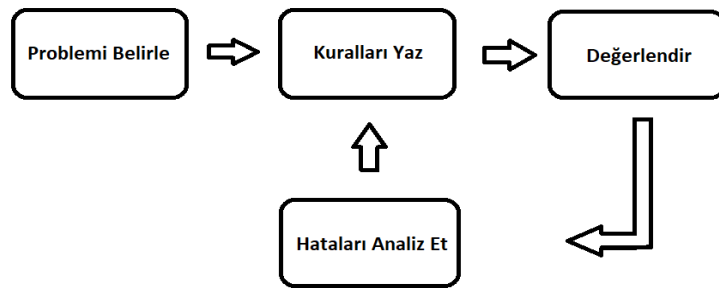 Problemi Belirle
Kuralları Yaz
Değerlendir
Hataları Analiz Et